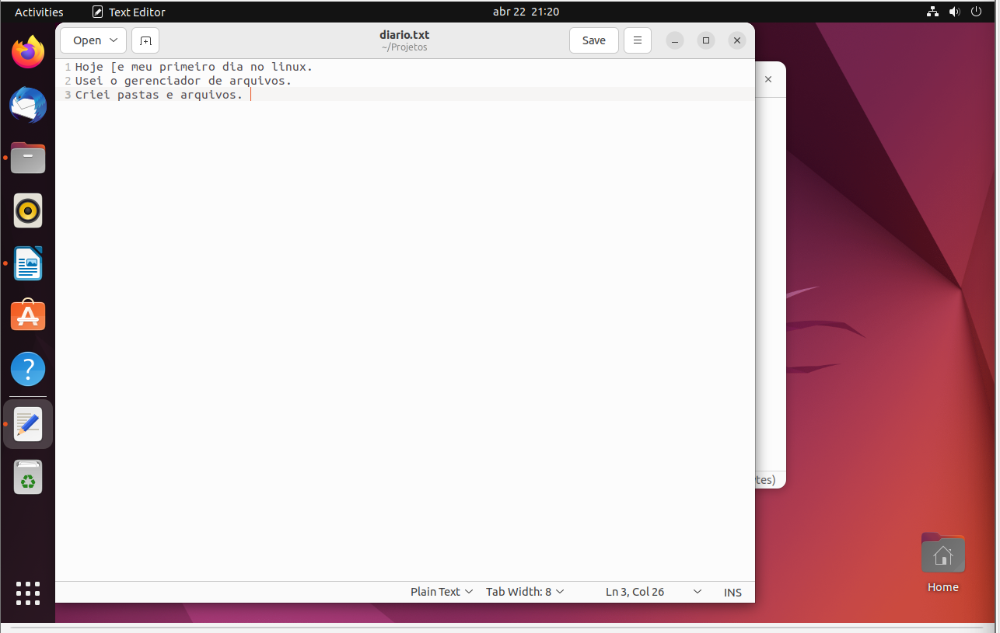 Activities Text Editor abr 22 21:20
Open diario.txt Save
~/Projetos
1 Hoje [e meu primeiro dia no linux.
2 Usei o gerenciador de arquivos.
3 Criei pastas e arquivos.
tes)
Home
Plain Text Tab Width: 8 Ln 3, Col 26 INS